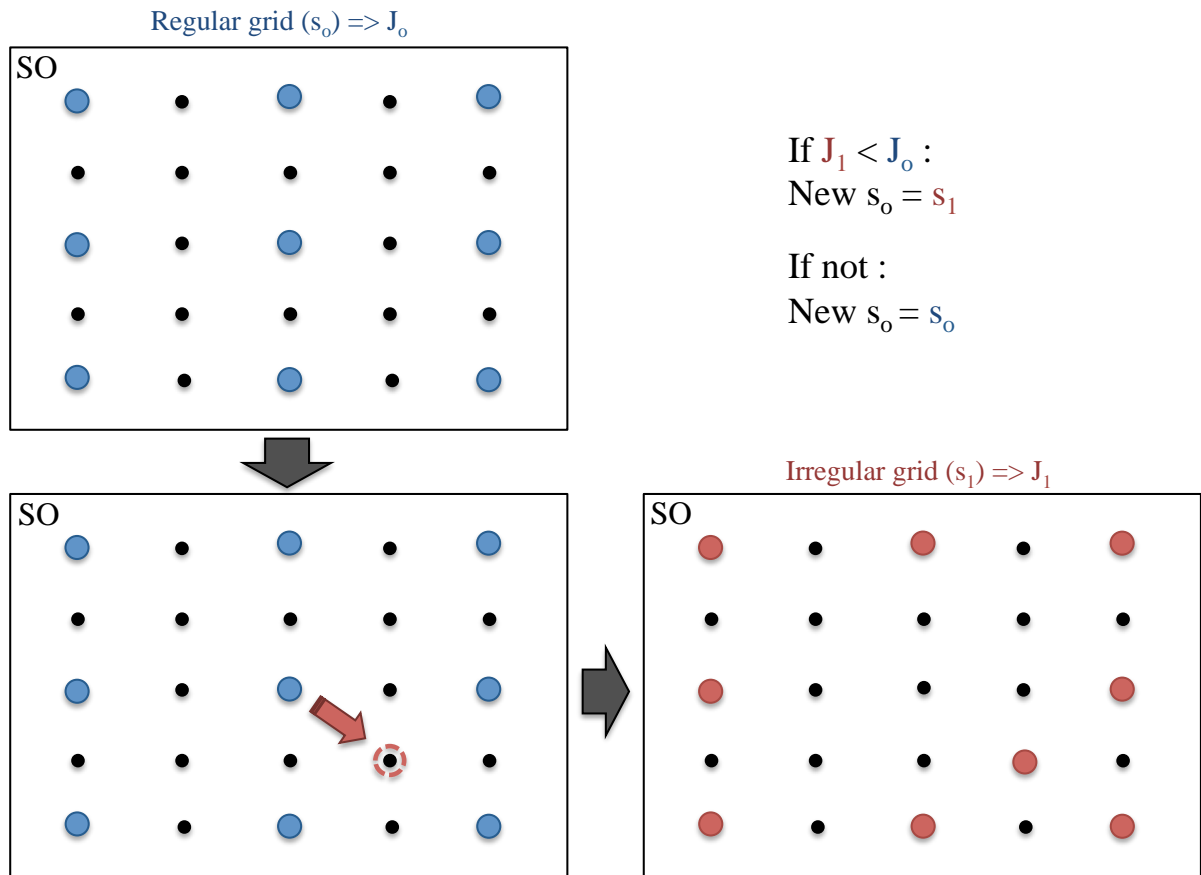 Regular grid (sₒ) => Jₒ
SO
If J₁ < Jₒ :
New sₒ = s₁
If not :
New sₒ = sₒ
SO
Irregular grid (s₁) => J₁
SO